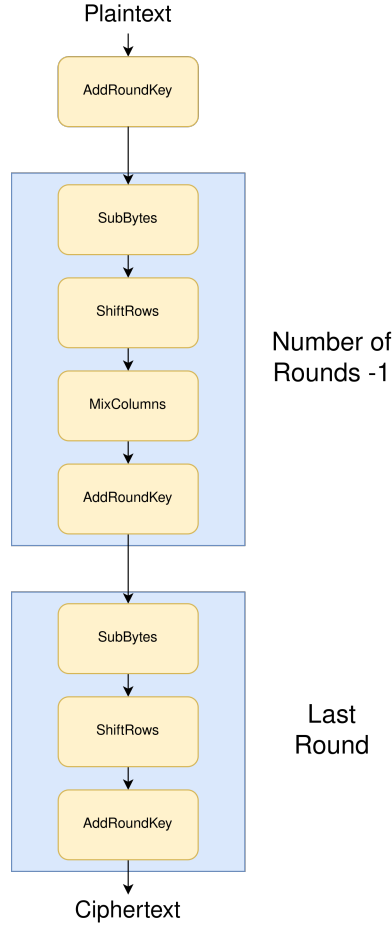 Plaintext
AddRoundKey
SubBytes
ShiftRows
MixColumns
AddRoundKey
Number of
Rounds -1
SubBytes
ShiftRows
AddRoundKey
Last
Round
Ciphertext